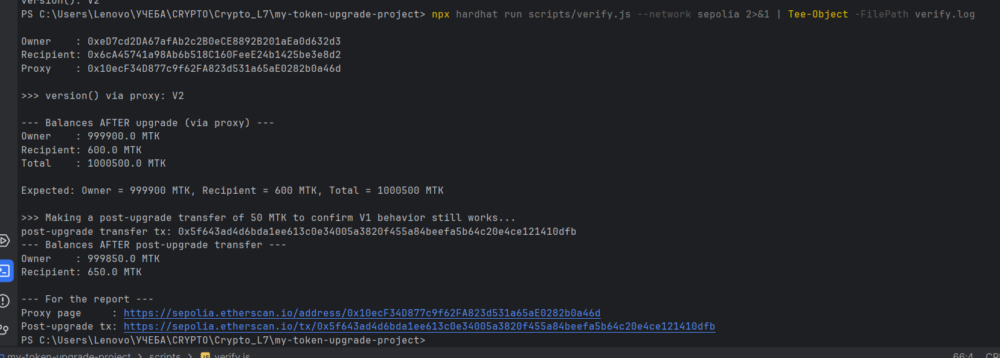 version(): V2
PS C:\Users\Lenovo\УЧЕБА\CRYPTO\Crypto_L7\my-token-upgrade-project> npx hardhat run scripts/verify.js --network sepolia 2>&1 | Tee-Object -FilePath verify.log
Owner    : 0xeD7cd2DA67afAb2c2B0eCE8892B201aEa0d632d3
Recipient: 0x6cA45741a98Ab6b518C160FeeE24b1425be3e8d2
Proxy    : 0x10ecF34D877c9f62FA823d531a65aE0282b0a46d
>>> version() via proxy: V2
--- Balances AFTER upgrade (via proxy) ---
Owner    : 999900.0 MTK
Recipient: 600.0 MTK
Total    : 1000500.0 MTK
Expected: Owner = 999900 MTK, Recipient = 600 MTK, Total = 1000500 MTK
>>> Making a post-upgrade transfer of 50 MTK to confirm V1 behavior still works...
post-upgrade transfer tx: 0x5f643ad4d6bda1ee613c0e34005a3820f455a84beefa5b64c20e4ce121410dfb
--- Balances AFTER post-upgrade transfer ---
Owner    : 999850.0 MTK
Recipient: 650.0 MTK
--- For the report ---
Proxy page     : https://sepolia.etherscan.io/address/0x10ecF34D877c9f62FA823d531a65aE0282b0a46d
Post-upgrade tx: https://sepolia.etherscan.io/tx/0x5f643ad4d6bda1ee613c0e34005a3820f455a84beefa5b64c20e4ce121410dfb
PS C:\Users\Lenovo\УЧЕБА\CRYPTO\Crypto_L7\my-token-upgrade-project>
my-token-upgrade-project > scripts > JS verify.js 66:4